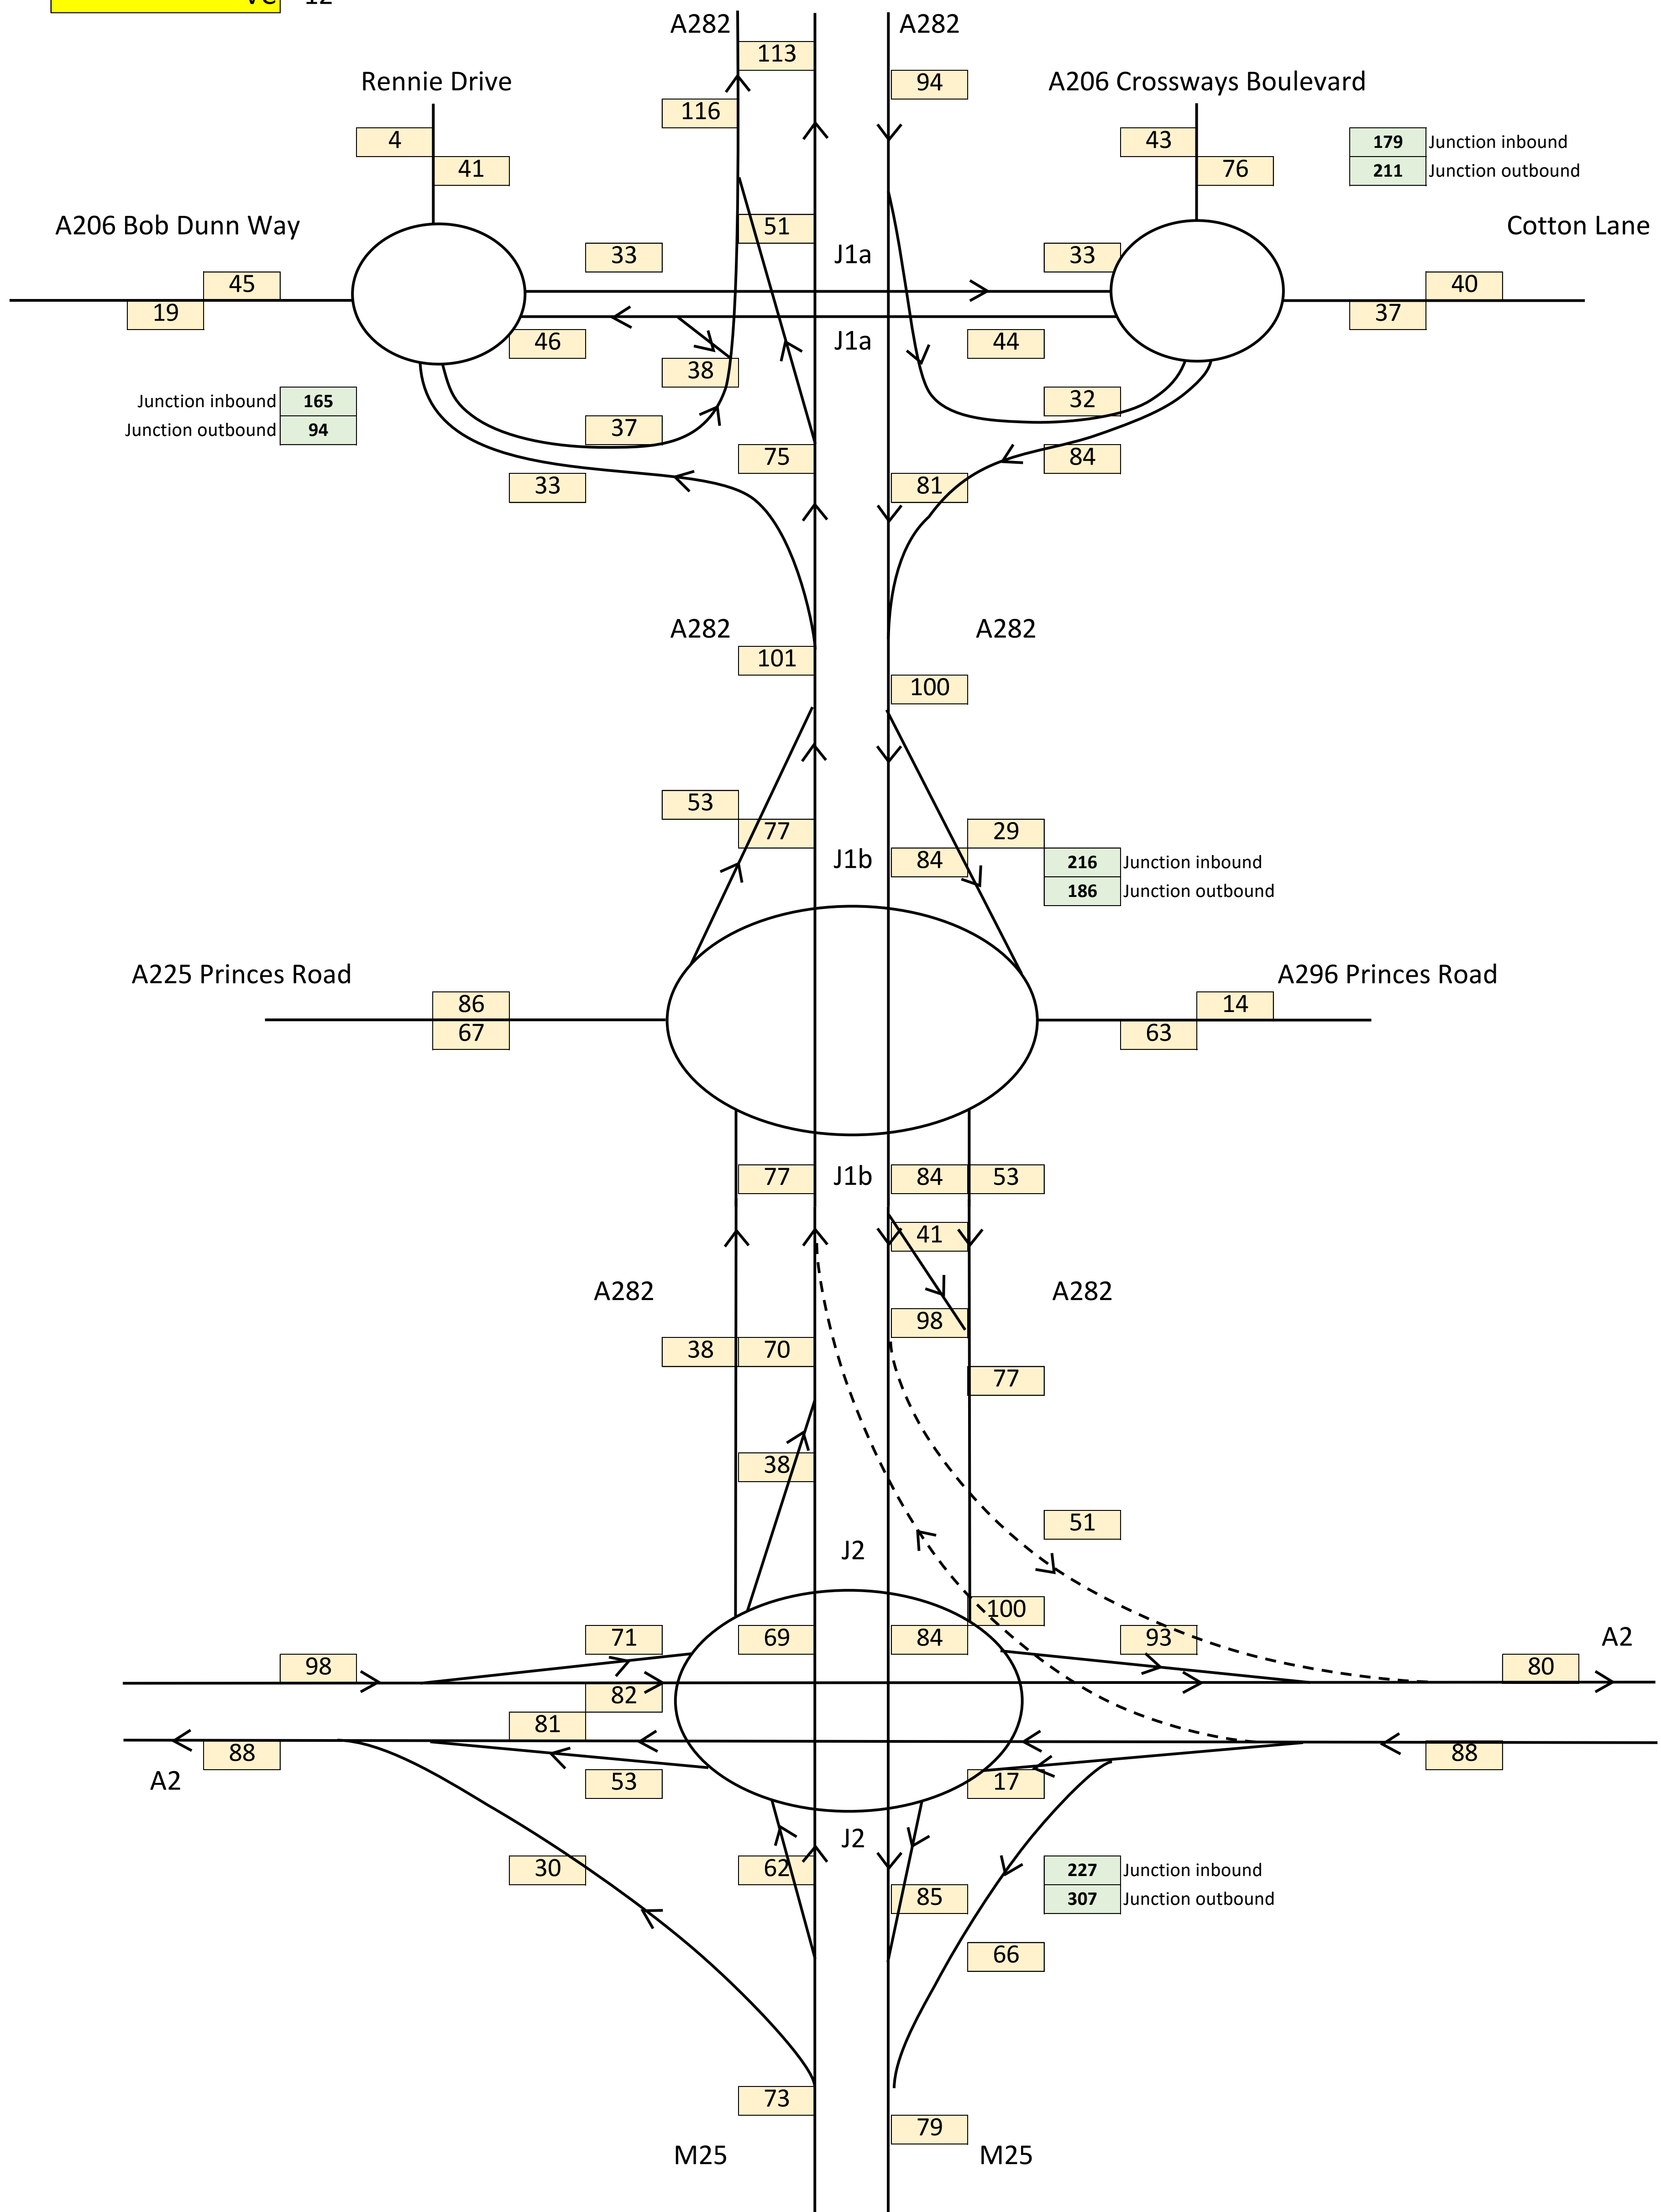 12
A282 A282
113
94
Rennie Drive A206 Crossways Boulevard
116
4 43 179 Junction inbound
41 76 211 Junction outbound
A206 Bob Dunn Way 51 Cotton Lane
33 J1a 33
45 40
19 37
46 J1a 44
38
Junction inbound 165 32
Junction outbound 94 37
75 84
33 81
A282 A282
101
100
53
77 29
J1b 84 216 Junction inbound
186 Junction outbound
A225 Princes Road A296 Princes Road
86 14
67 63
77 J1b 84 53
41
A282 A282
98
38 70
77
38
51
J2
100
71 69 84 93 A2
98 80
82
81
88 88
A2 53 17
J2
30 62 227 Junction inbound
85 307 Junction outbound
66
73
79
M25 M25